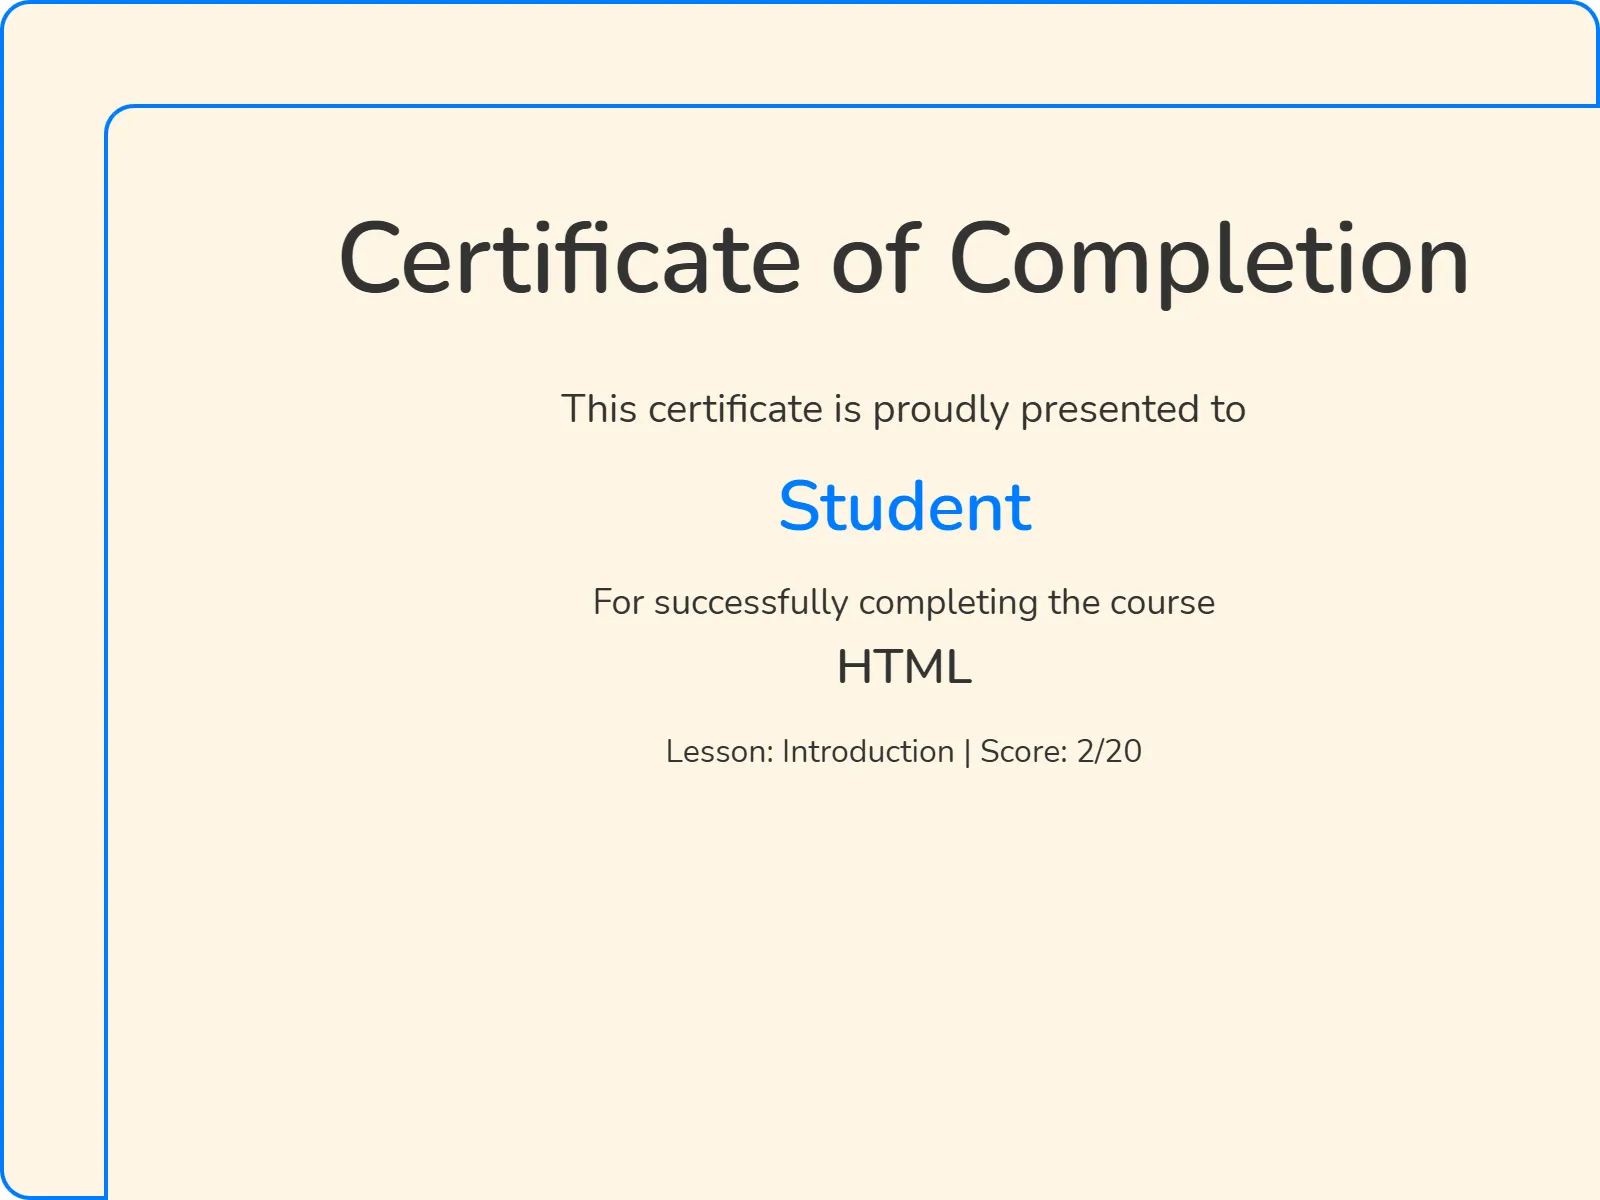 Certificate of Completion
This certificate is proudly presented to
Student
For successfully completing the course
HTML
Lesson: Introduction | Score: 2/20